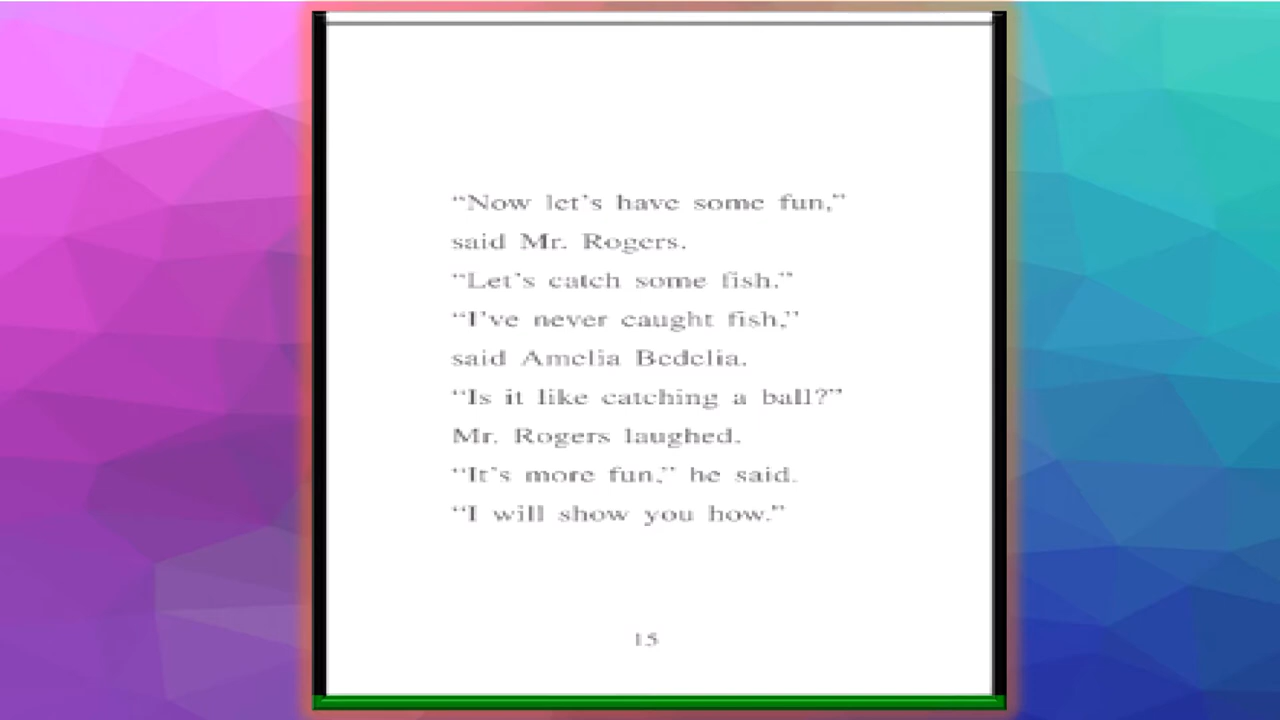 “Now let’s have some fun,”
said Mr. Rogers.
“Let’s catch some fish.”
“I’ve never caught fish,”
said Amelia Bedelia.
“Is it like catching a ball?”
Mr. Rogers laughed.
“It’s more fun,” he said.
“I will show you how.”
15